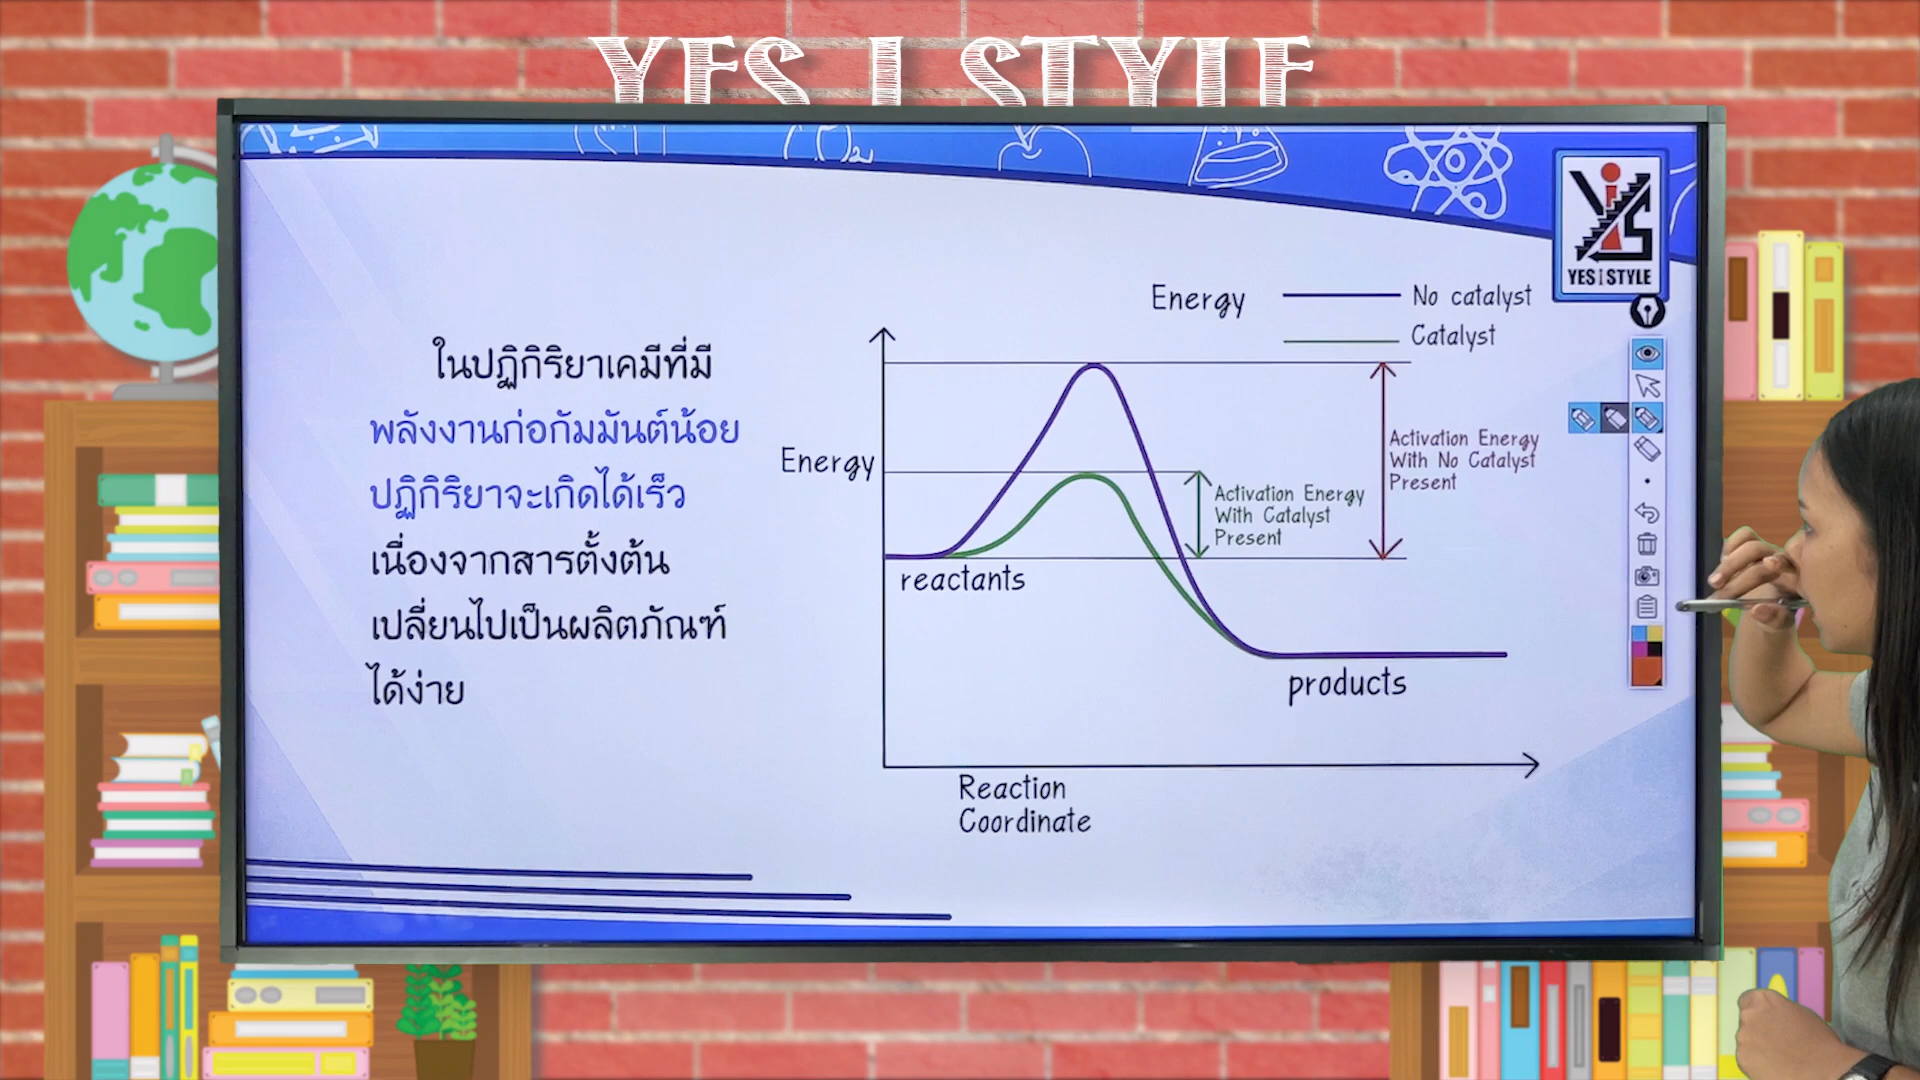 YES I STYLE
YES I STYLE
ในปฏิกิริยาเคมีที่มี
พลังงานก่อกัมมันต์น้อย
ปฏิกิริยาจะเกิดได้เร็ว
เนื่องจากสารตั้งต้น
เปลี่ยนไปเป็นผลิตภัณฑ์
ได้ง่าย
Energy
No catalyst
Catalyst
Energy
Activation Energy
With No Catalyst
Present
Activation Energy
With Catalyst
Present
reactants
products
Reaction
Coordinate